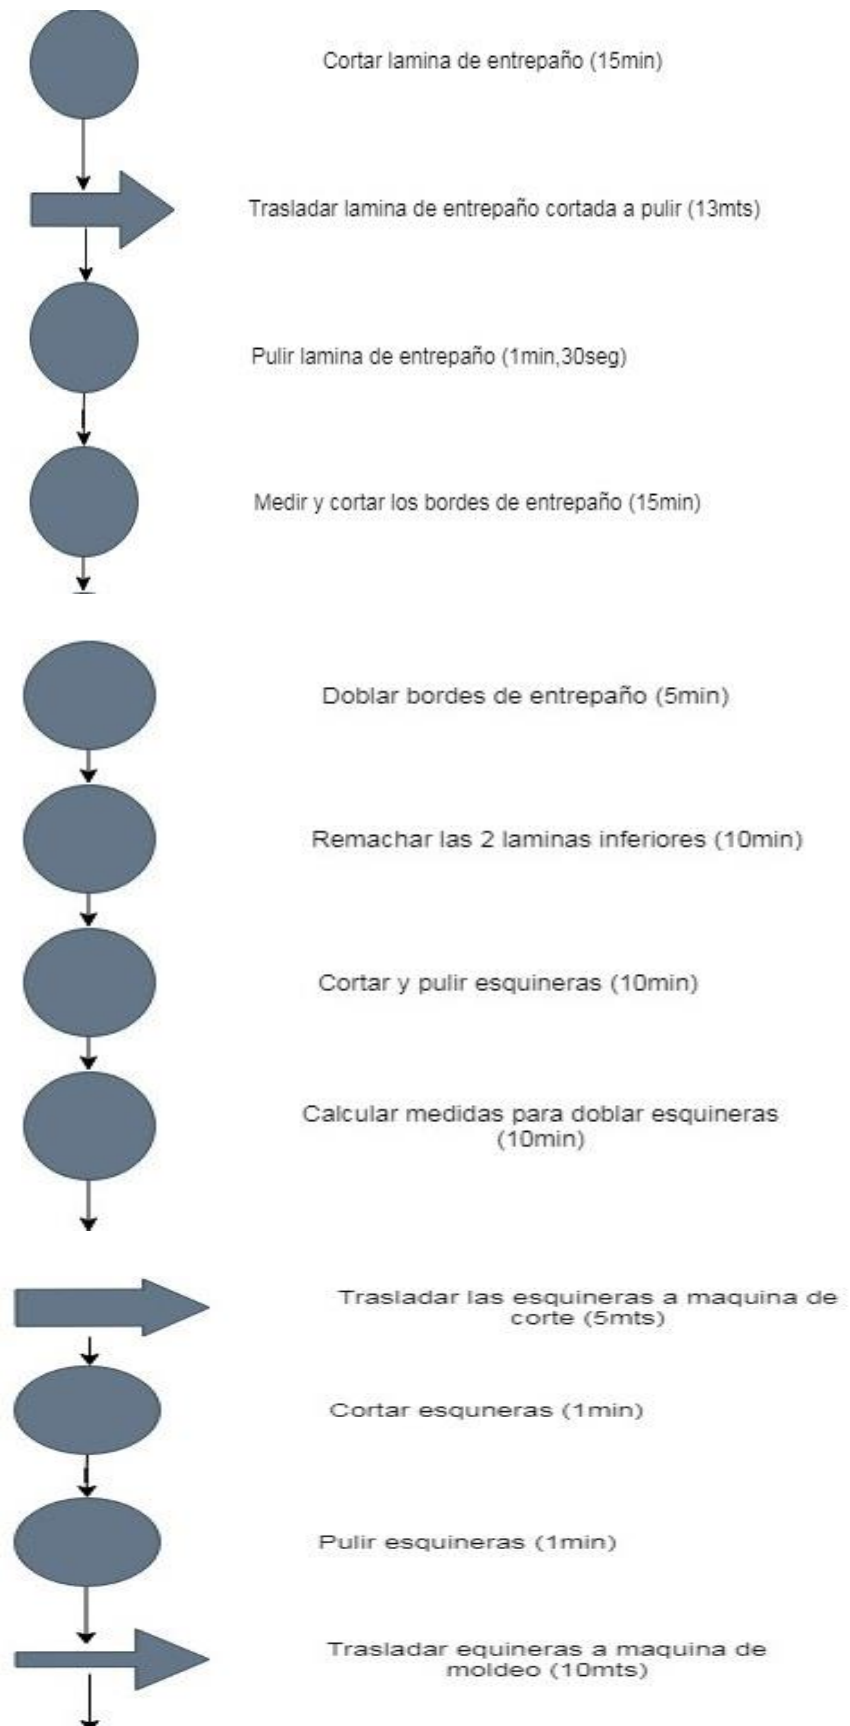 Cortar lamina de entrepaño (15min)
Trasladar lamina de entrepaño cortada a pulir (13mts)
Pulir lamina de entrepaño (1min,30seg)
Medir y cortar los bordes de entrepaño (15min)
Doblar bordes de entrepaño (5min)
Remachar las 2 laminas inferiores (10min)
Cortar y pulir esquineras (10min)
Calcular medidas para doblar esquineras
(10min)
Trasladar las esquineras a maquina de
corte (5mts)
Cortar esquneras (1min)
Pulir esquineras (1min)
Trasladar equineras a maquina de
moldeo (10mts)